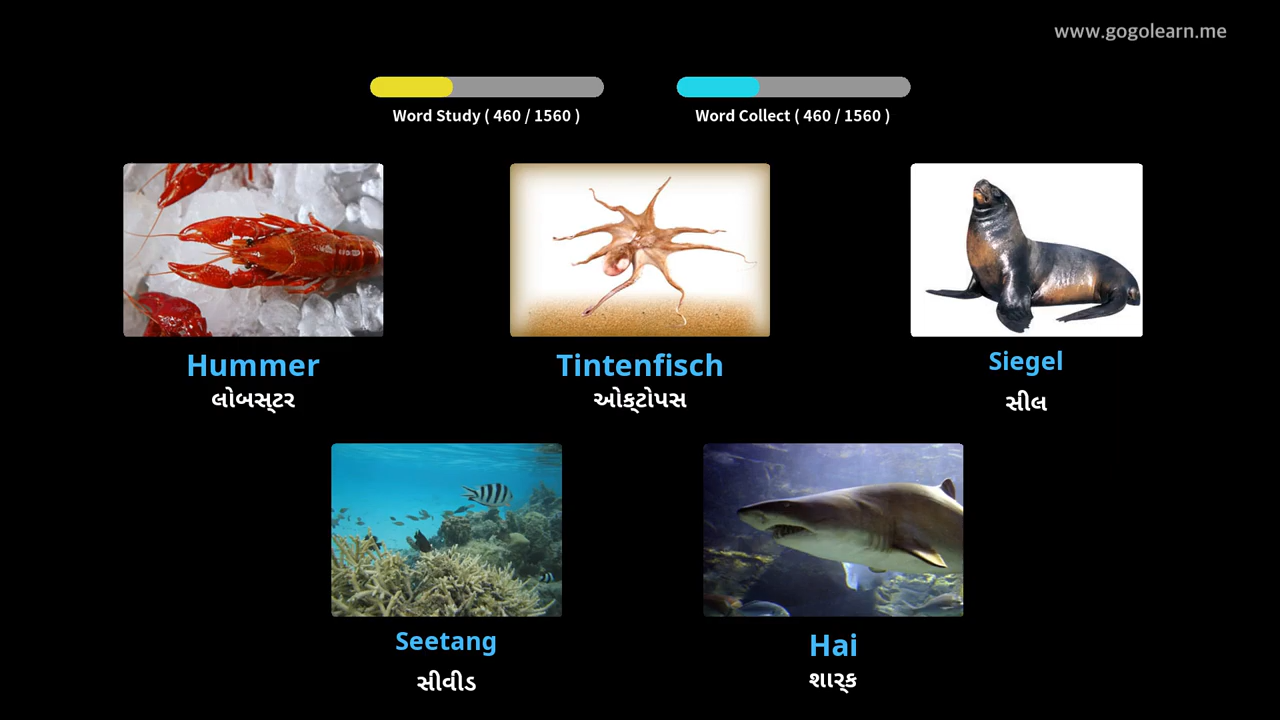 www.gogolearn.me
Word Study ( 460 / 1560 )
Word Collect ( 460 / 1560 )
Hummer
લોબસ્ટર
Tintenfisch
ઓક્ટોપસ
Siegel
સીલ
Seetang
સીવીડ
Hai
શાર્ક